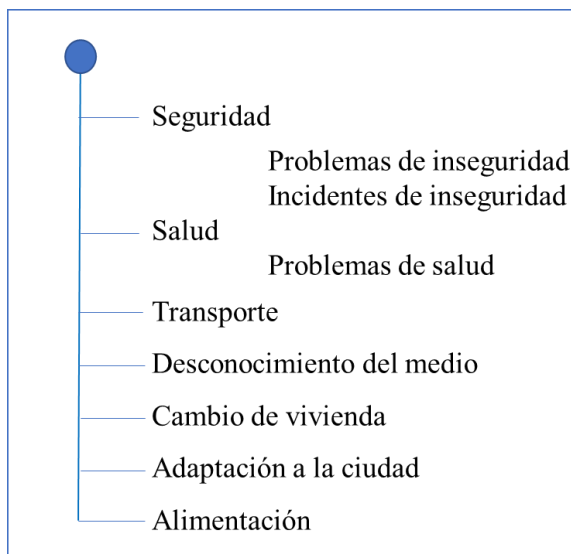 Seguridad
Problemas de inseguridad
Incidentes de inseguridad
Salud
Problemas de salud
Transporte
Desconocimiento del medio
Cambio de vivienda
Adaptación a la ciudad
Alimentación